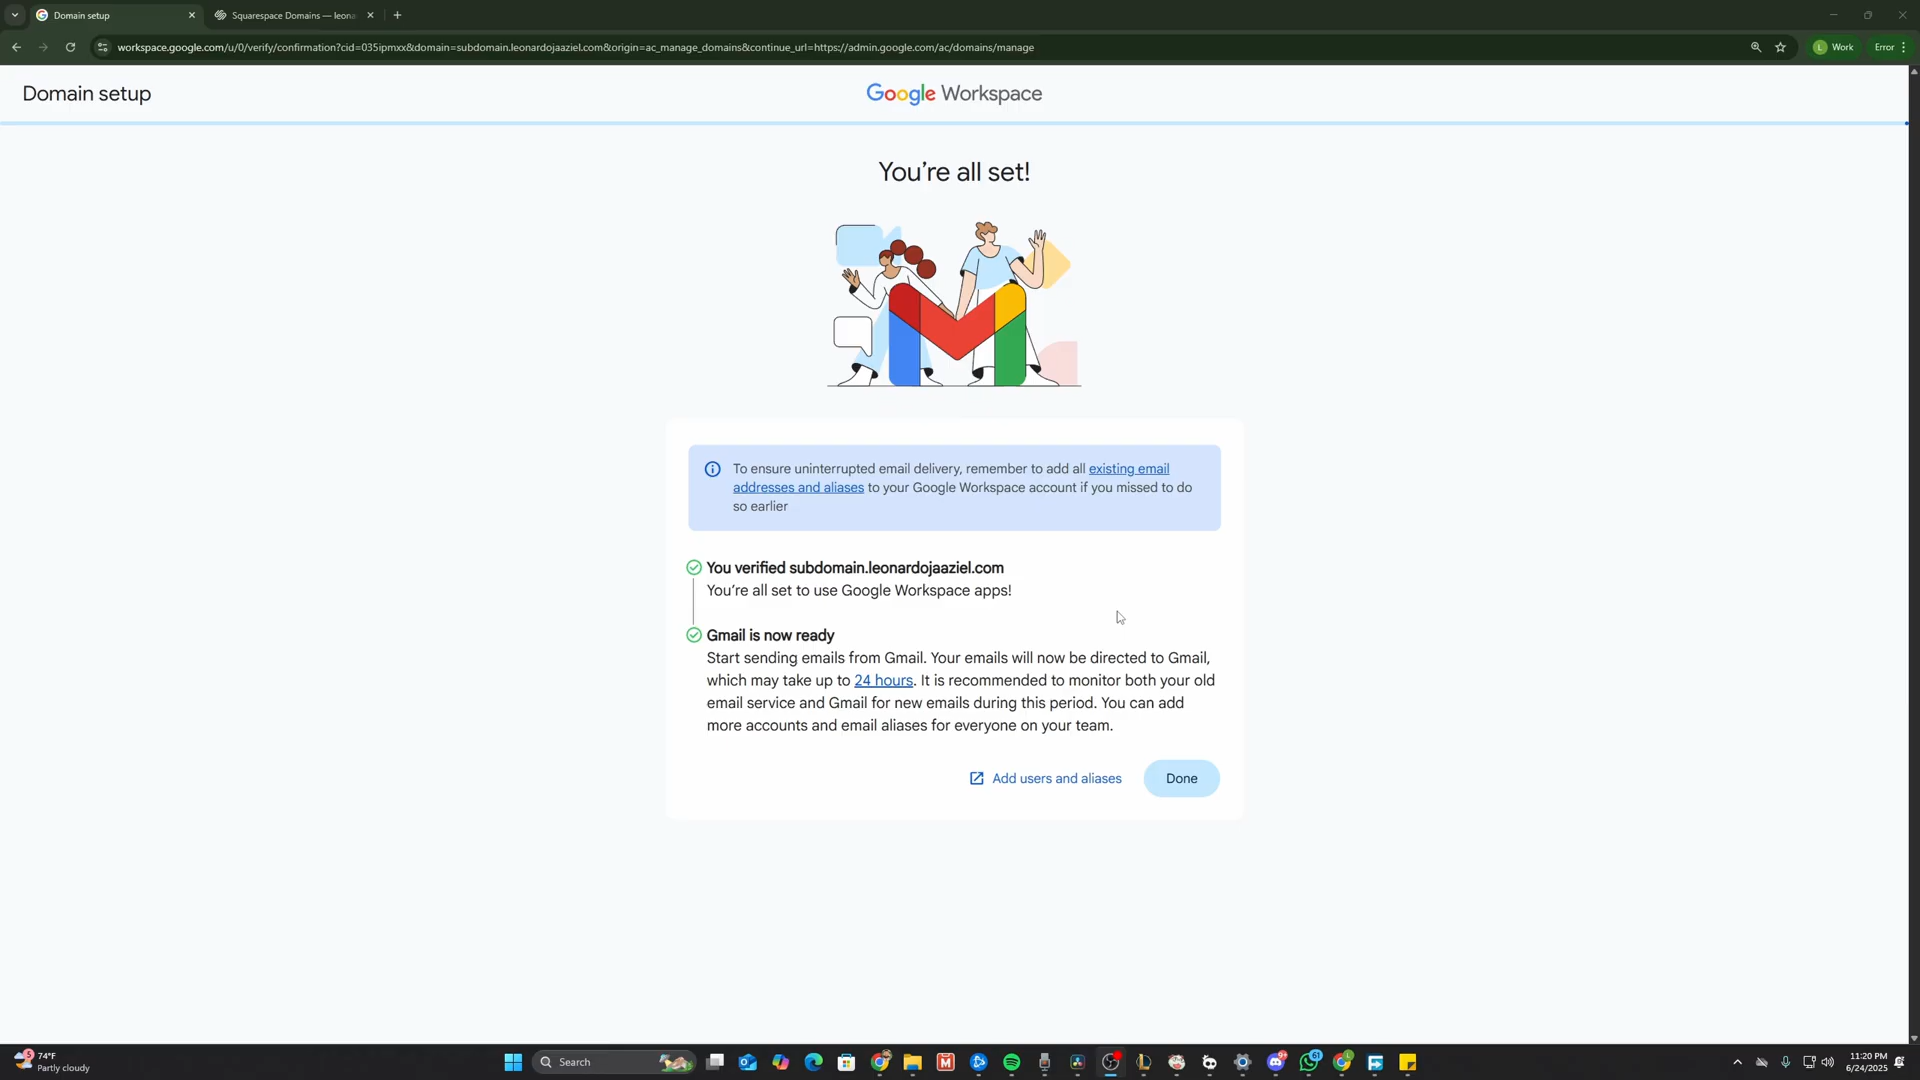 Domain setup
Squarespace Domains — leona
workspace.google.com/u/0/verify/confirmation?cid=035ipmxx&domain=subdomain.leonardojaaziel.com&origin=ac_manage_domains&continue_url=https://admin.google.com/ac/domains/manage
L
Work
Error
Domain setup
Google Workspace
You're all set!
To ensure uninterrupted email delivery, remember to add all existing email
addresses and aliases to your Google Workspace account if you missed to do
so earlier
You verified subdomain.leonardojaaziel.com
You're all set to use Google Workspace apps!
Gmail is now ready
Start sending emails from Gmail. Your emails will now be directed to Gmail,
which may take up to 24 hours. It is recommended to monitor both your old
email service and Gmail for new emails during this period. You can add
more accounts and email aliases for everyone on your team.
Add users and aliases
Done
74°F
Partly cloudy
Search
11:20 PM
6/24/2025